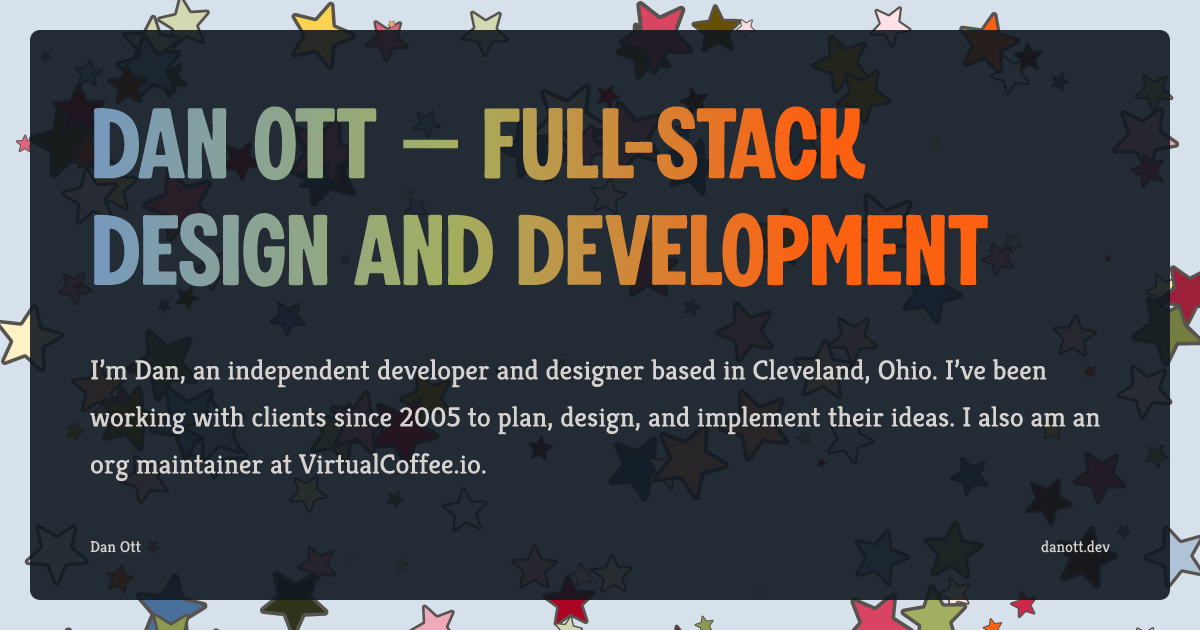 DAN OTT — FULL-STACK
DESIGN AND DEVELOPMENT
I’m Dan, an independent developer and designer based in Cleveland, Ohio. I’ve been
working with clients since 2005 to plan, design, and implement their ideas. I also am an
org maintainer at VirtualCoffee.io.
Dan Ott
danott.dev